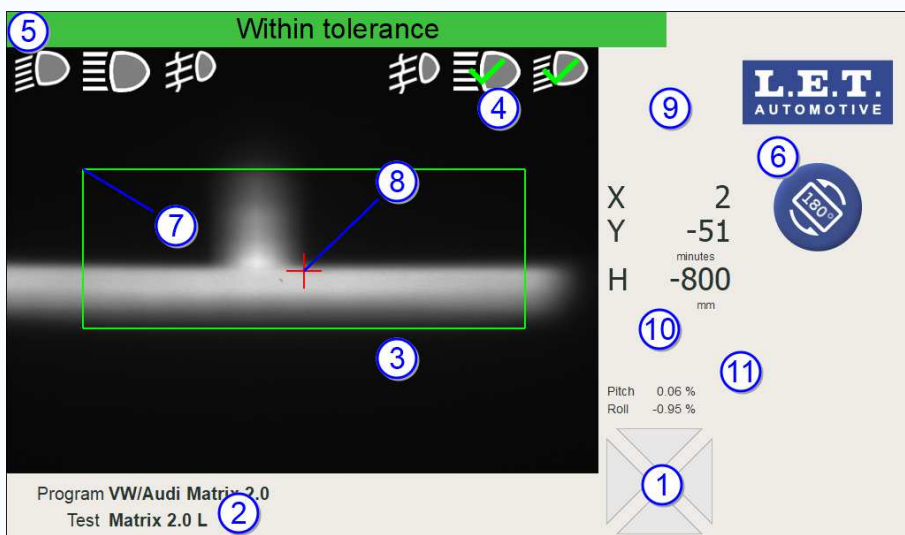 5
Within tolerance
4
9
L.E.T.
AUTOMOTIVE
6
180°
7
8
X 2
Y -51
minutes
H -800
mm
10
3
11
Pitch 0.06 %
Roll -0.95 %
1
Program VW/Audi Matrix 2.0
Test Matrix 2.0 L
2